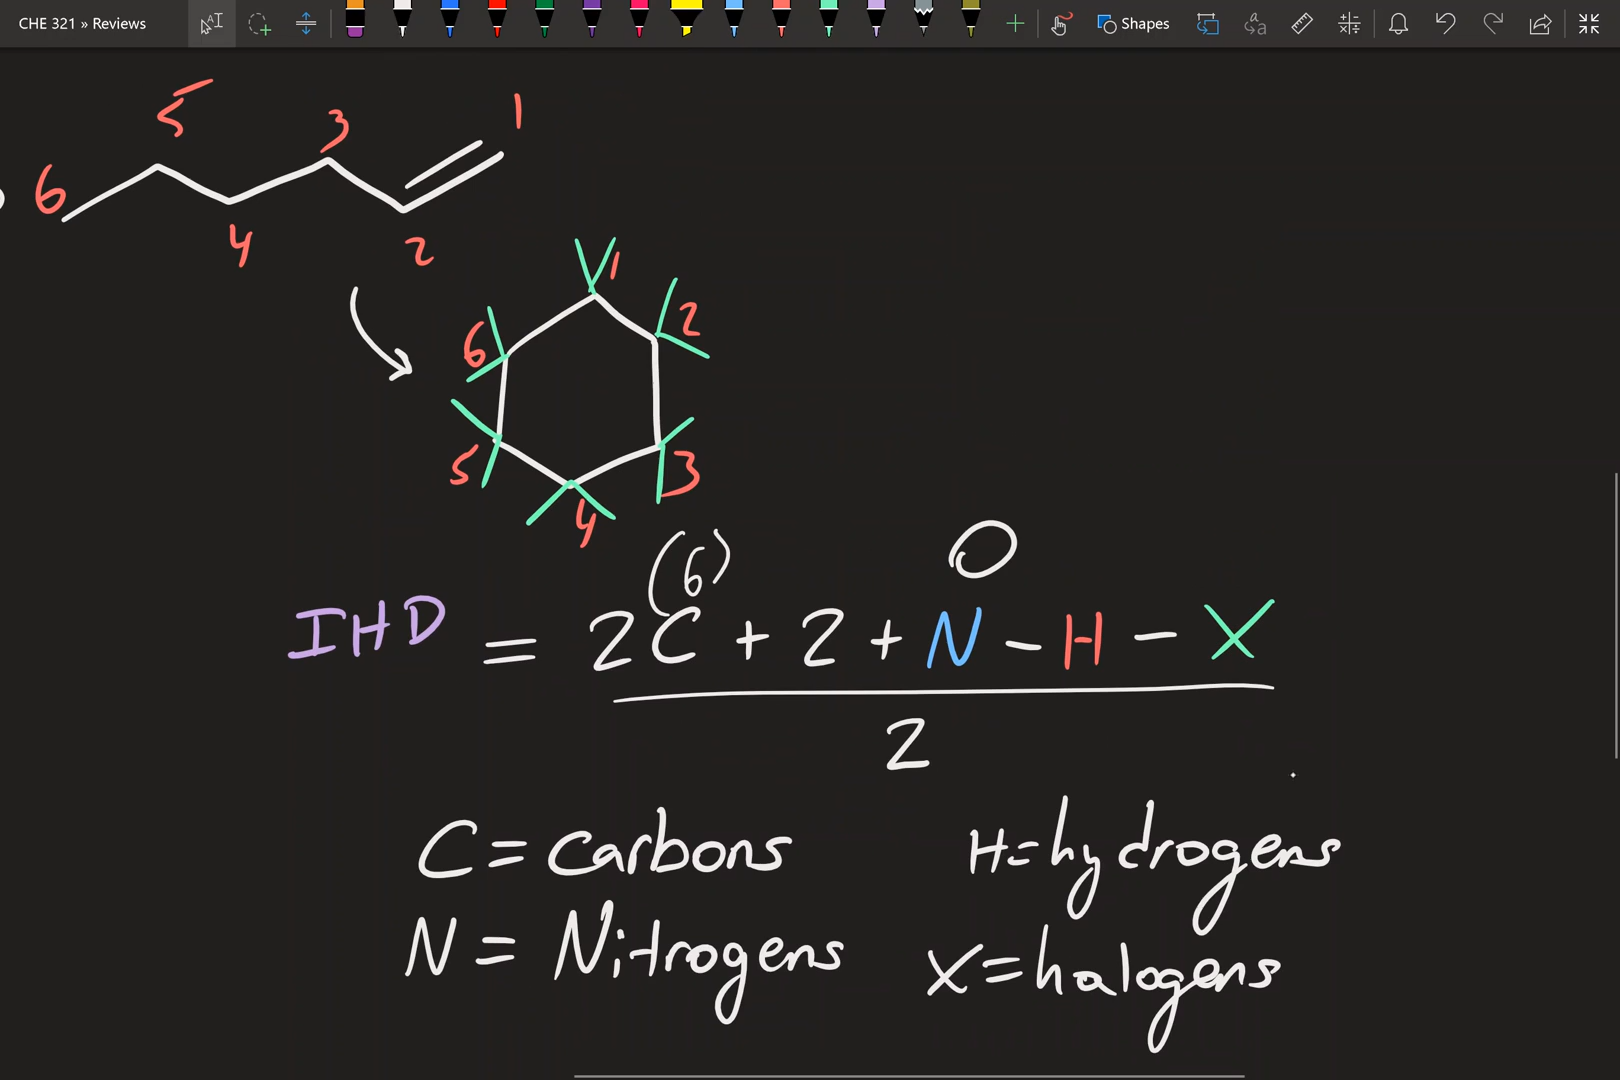 CHE 321 » Reviews
Shapes
5
3
1
6
4
2
1
6
2
5
3
4
(6)
0
IHD = 2C + 2 + N - H - X
2
C = carbons
H = hydrogens
N = Nitrogens
X = halogens